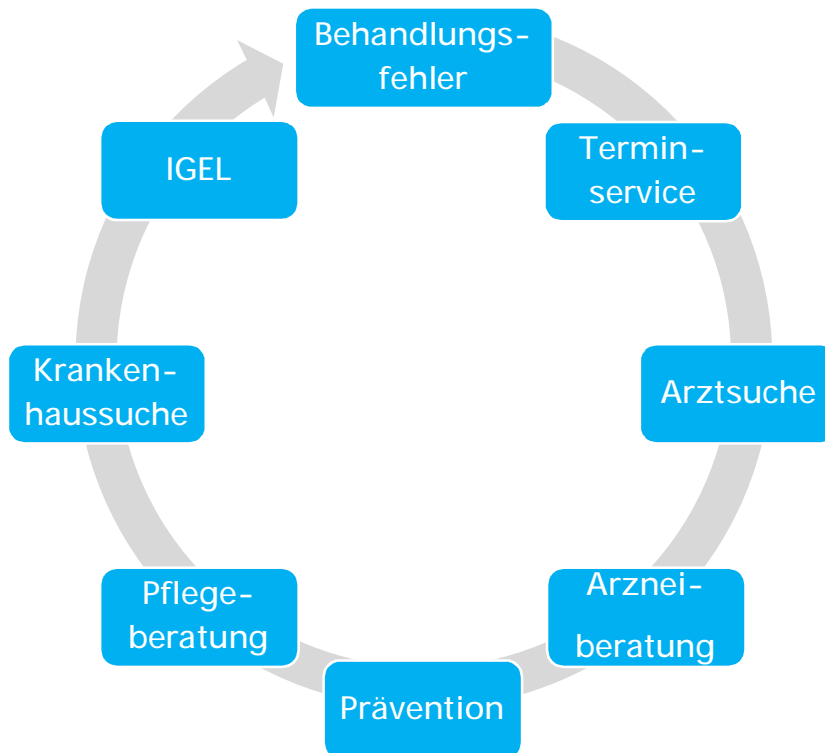 Behandlungs-
fehler
Termin-
service
Arztsuche
Arznei-
beratung
Prävention
Pflege-
beratung
Kranken-
haussuche
IGEL